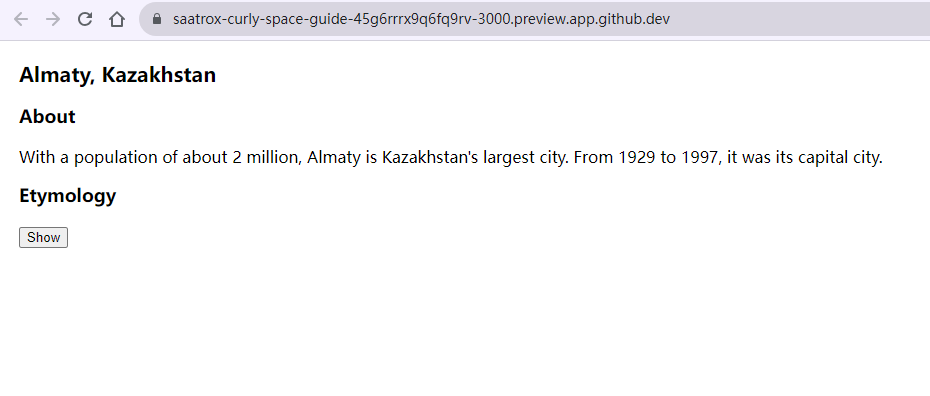 saatrox-curly-space-guide-45g6rrrx9q6fq9rv-3000.preview.app.github.dev
Almaty, Kazakhstan
About
With a population of about 2 million, Almaty is Kazakhstan's largest city. From 1929 to 1997, it was its capital city.
Etymology
Show